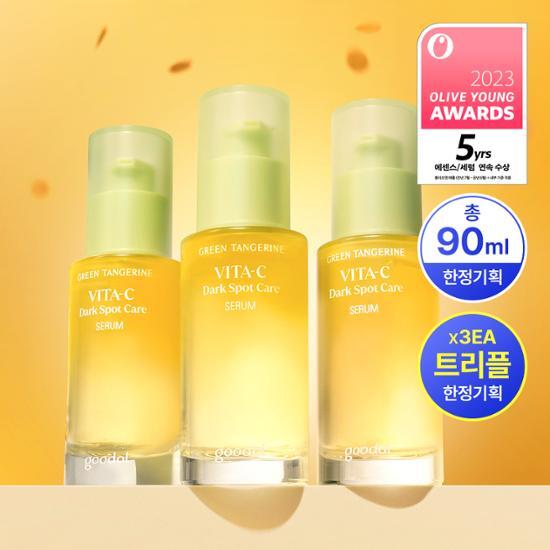 2023
OLIVE YOUNG
AWARDS
5yrs
에센스/세럼 연속 수상
총
90ml
한정기획
x3EA
트리플
한정기획
GREEN TANGERINE
VITA-C
Dark Spot Care
SERUM
goodal
GREEN TANGERINE
VITA-C
Dark Spot Care
SERUM
goodal
GREEN TANGERINE
VITA-C
Dark Spot Care
SERUM
goodal